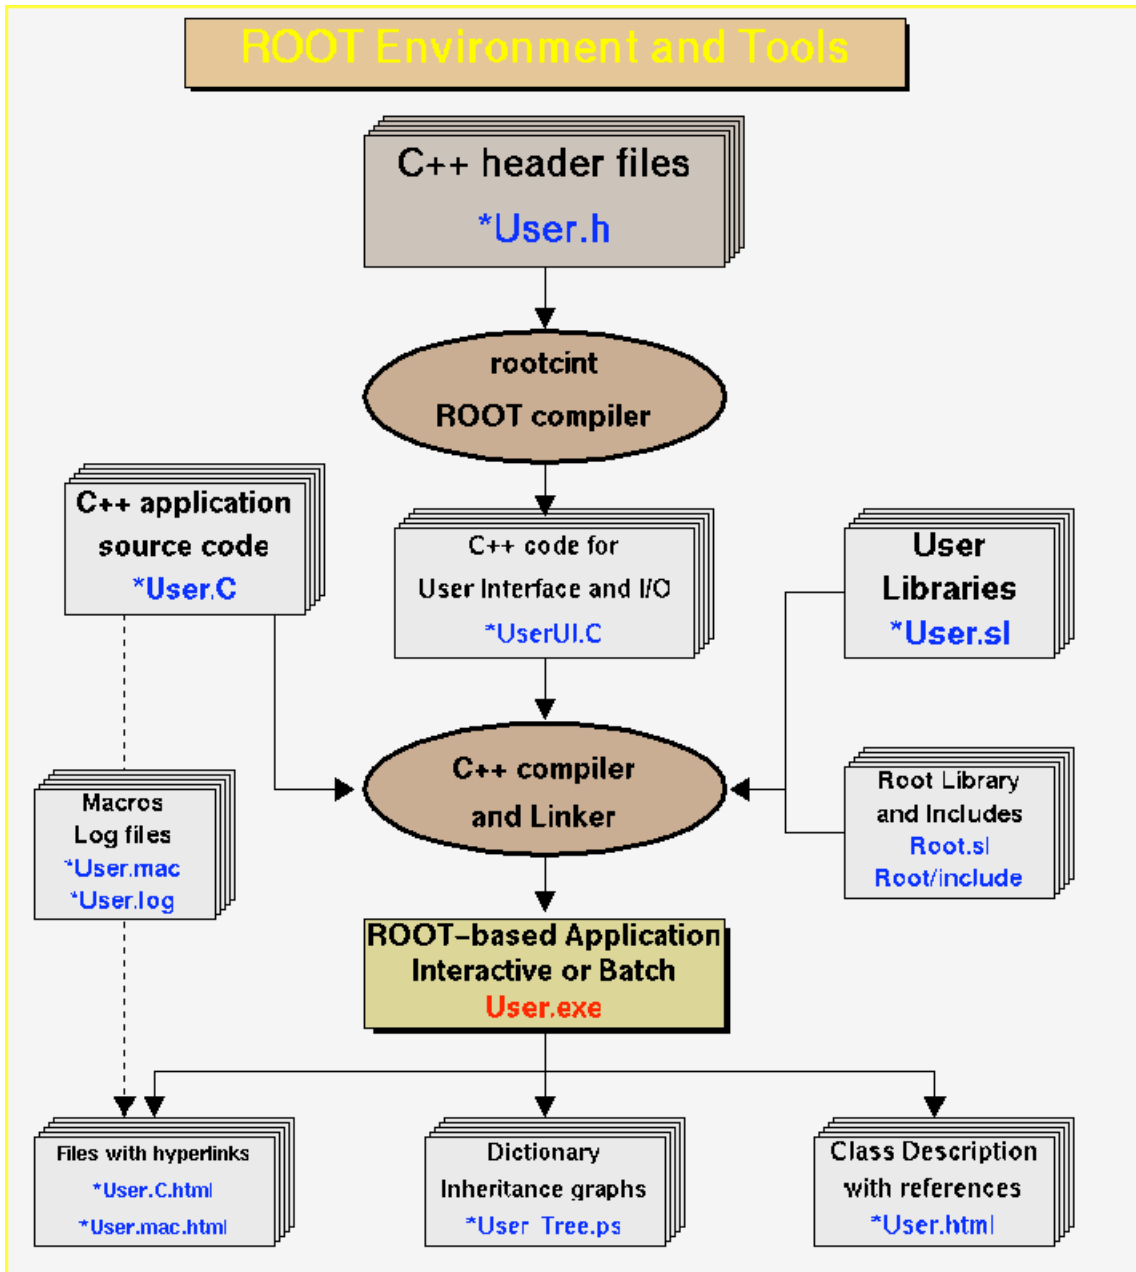 ROOT Environment and Tools
C++ header files
*User.h
rootcint
ROOT compiler
C++ application
source code
*User.C
C++ code for
User Interface and I/O
*UserUI.C
User
Libraries
*User.sl
C++ compiler
and Linker
Macros
Log files
*User.mac
*User.log
Root Library
and Includes
Root.sl
Root/include
ROOT-based Application
Interactive or Batch
User.exe
Files with hyperlinks
*User.C.html
*User.mac.html
Dictionary
Inheritance graphs
*User_Tree.ps
Class Description
with references
*User.html